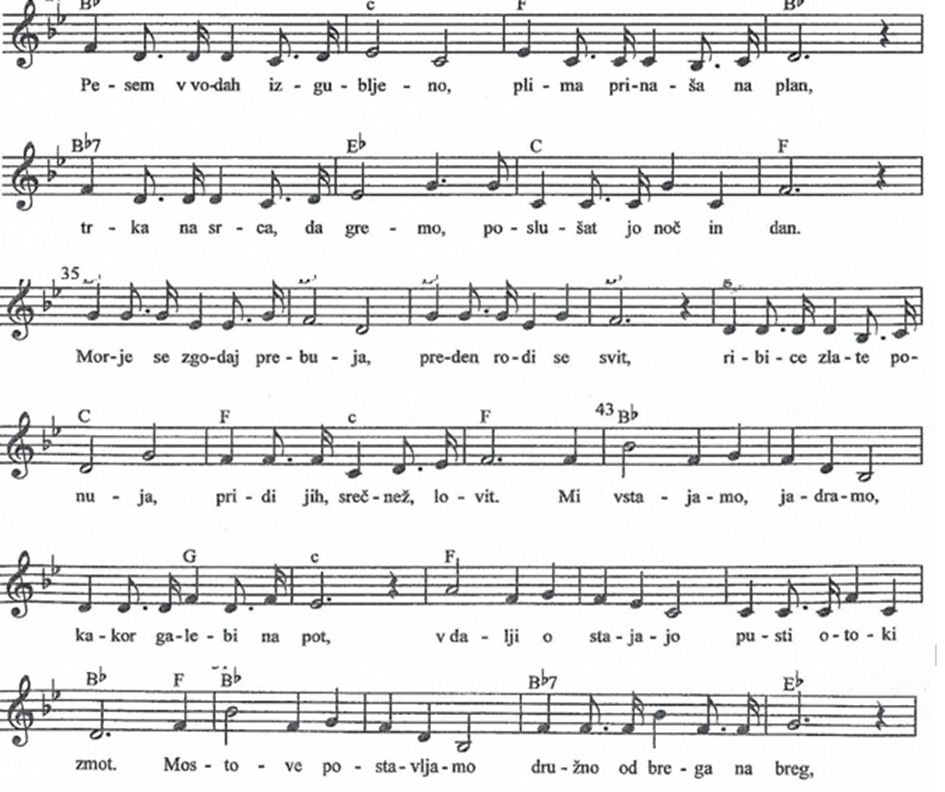 B♭ c F B♭
Pe - sem v vo-dah iz - gu - blje - no, pli - ma pri-na - ša na plan,
B♭7 E♭ C F
tr - ka na sr - ca, da gre - mo, po - slu - šat jo noč in dan.
35
Mor-je se zgo-daj pre - bu - ja, pre-den ro - di se svit, ri - bi - ce zla - te po-
C F c F 43 B♭
nu - ja, pri - di jih, sreč - než, lo - vit. Mi vsta - ja - mo, ja - dra - mo,
G c F
ka - kor ga - le - bi na pot, v da - lji o sta - ja - jo pu - sti o - to - ki
B♭ F B♭ B♭7 E♭
zmot. Mos - to - ve po - sta - vlja - mo dru - žno od bre - ga na breg,